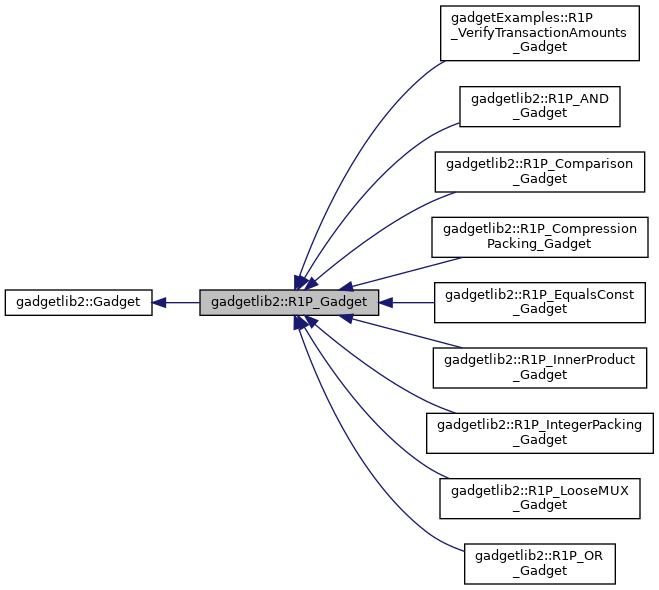 gadgetExamples::R1P
_VerifyTransactionAmounts
_Gadget
gadgetlib2::R1P_AND
_Gadget
gadgetlib2::R1P_Comparison
_Gadget
gadgetlib2::R1P_Compression
Packing_Gadget
gadgetlib2::Gadget
gadgetlib2::R1P_Gadget
gadgetlib2::R1P_EqualsConst
_Gadget
gadgetlib2::R1P_InnerProduct
_Gadget
gadgetlib2::R1P_IntegerPacking
_Gadget
gadgetlib2::R1P_LooseMUX
_Gadget
gadgetlib2::R1P_OR
_Gadget